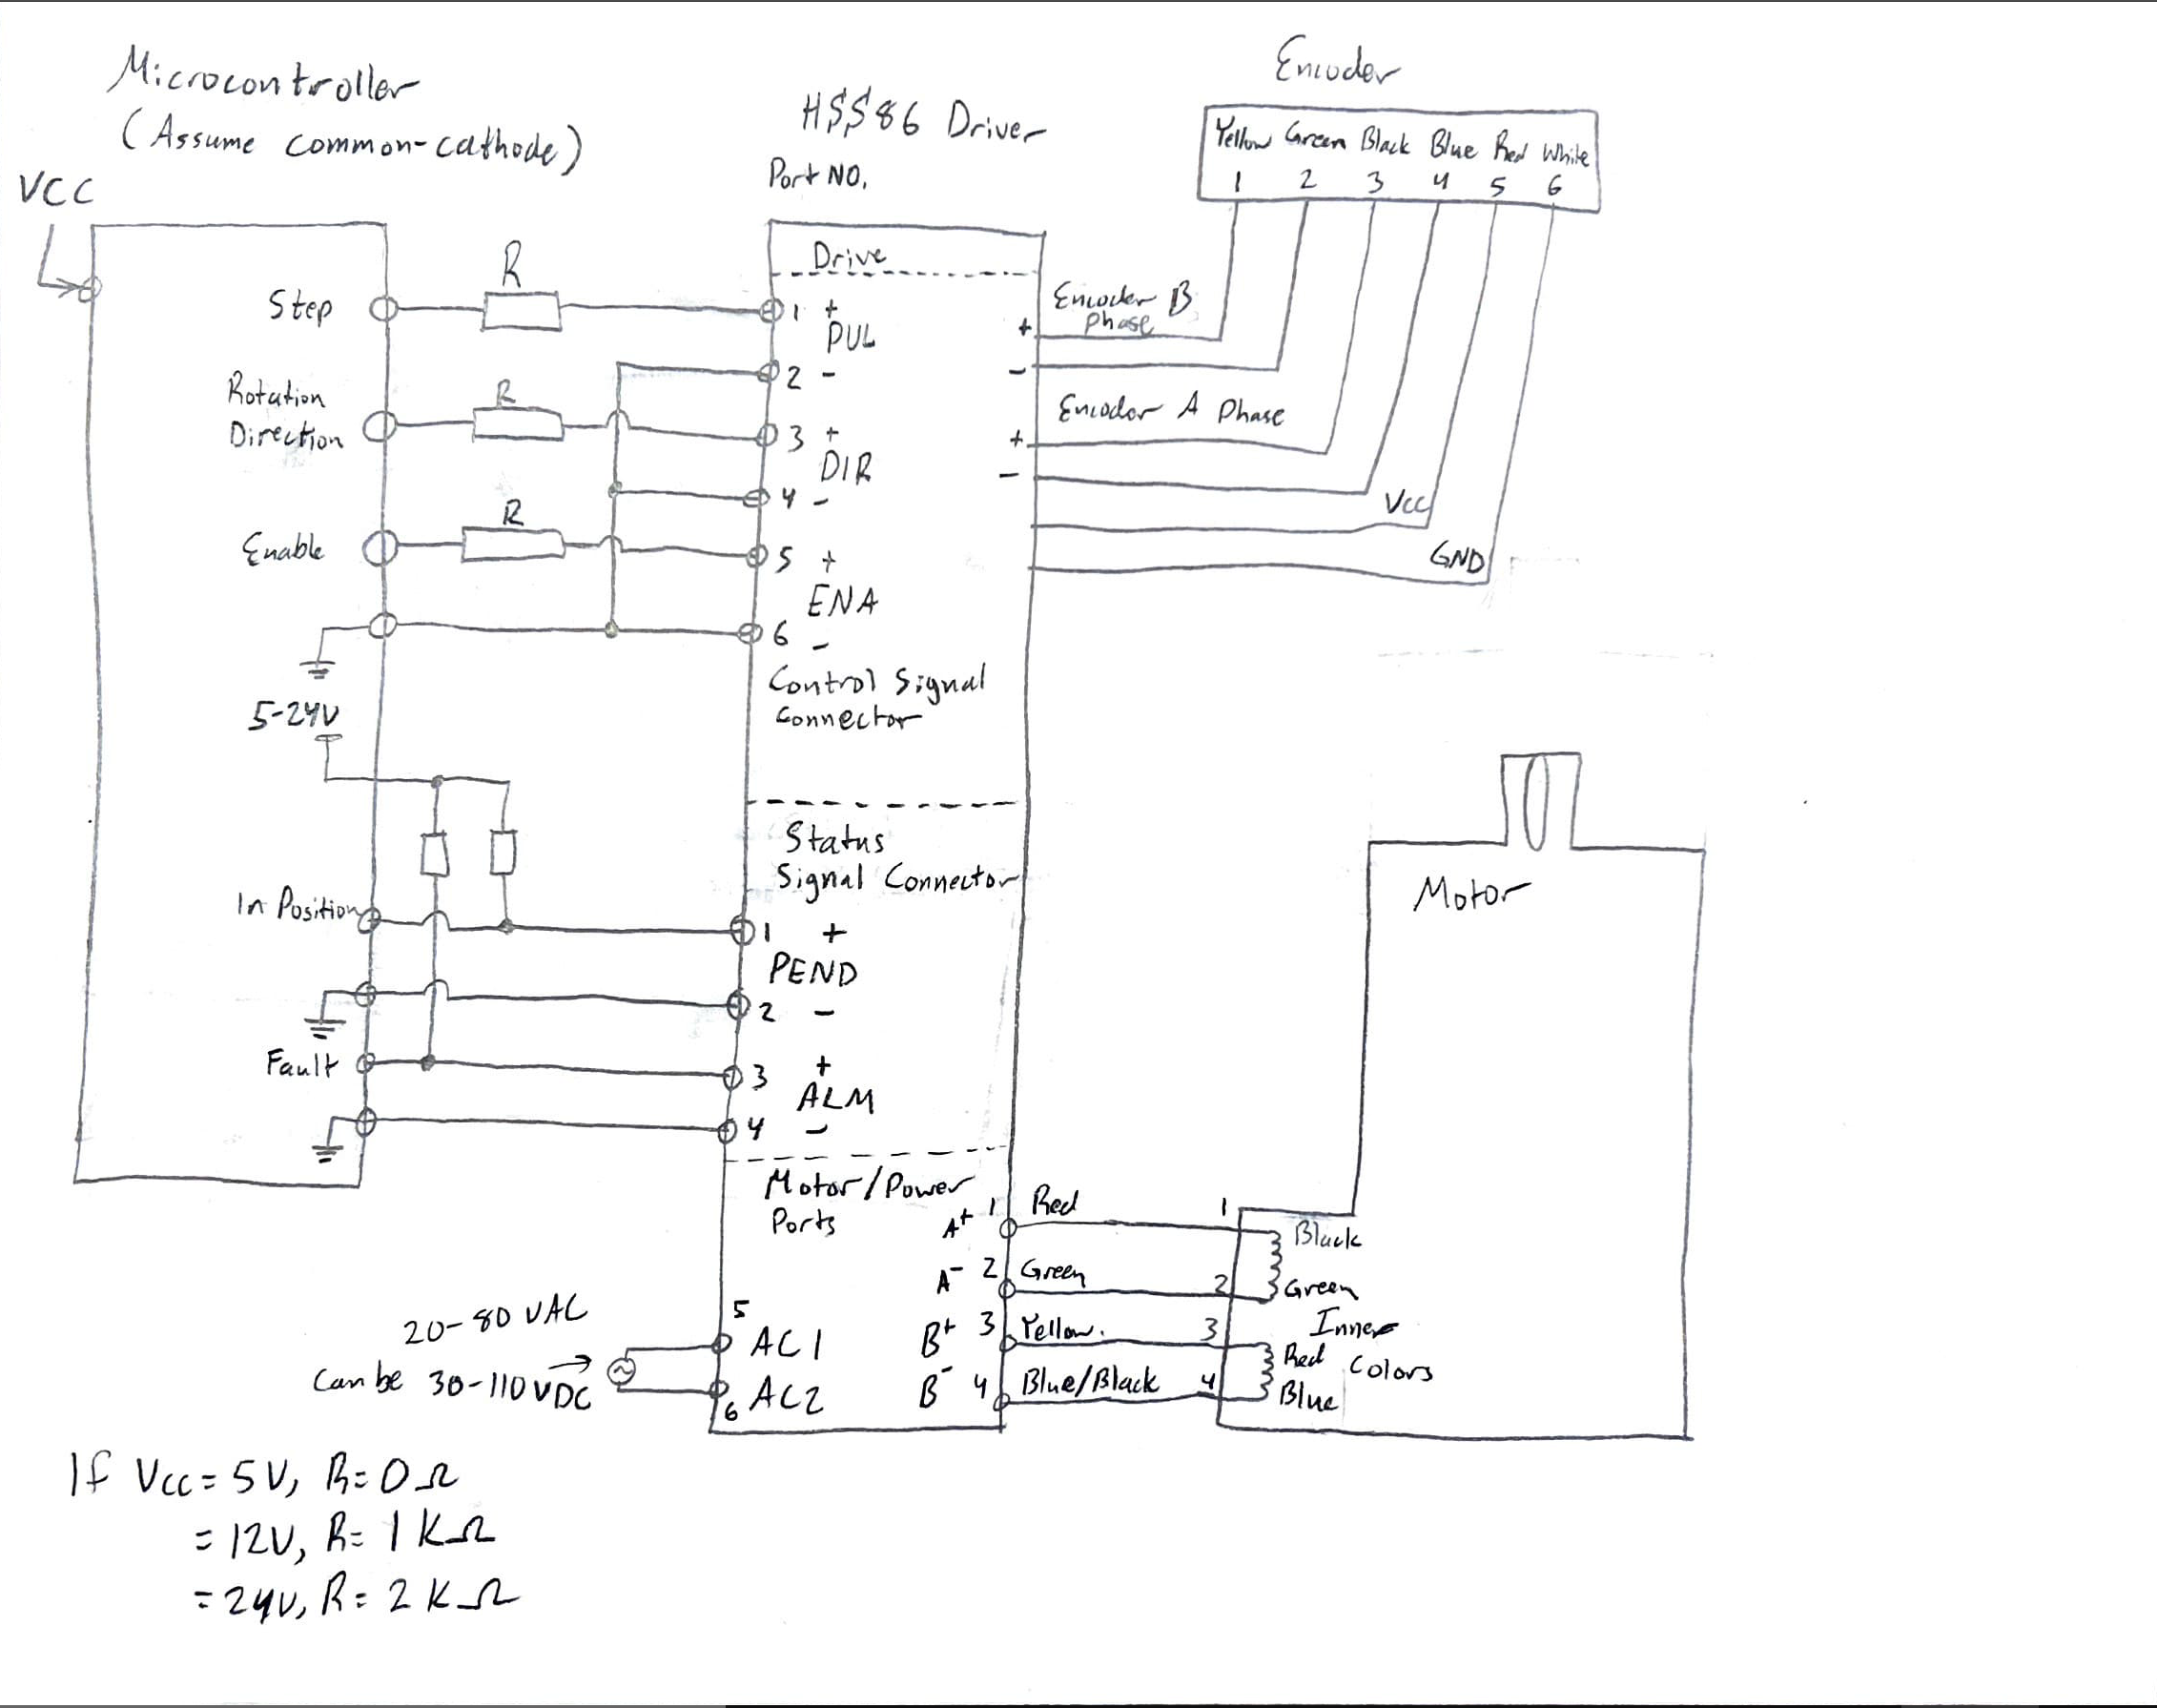 Microcontroller
(Assume common-cathode)
VCC
HSS86 Driver
Port NO.
Encoder
Yellow Green Black Blue Red White
1 2 3 4 5 6
Drive
Step
R
1 +
PUL
2 -
Rotation
Direction
R
3 +
DIR
4 -
Enable
R
5 +
ENA
6 -
Control Signal
Connector
Encoder B
Phase
+
-
Encoder A Phase
+
-
Vcc
GND
5-24V
Status
Signal Connector
In Position
1 +
PEND
2 -
Fault
3 +
ALM
4 -
Motor/Power
Ports
Motor
A+ 1 Red 1 Black
A- 2 Green 2 Green
Inner
Colors
B+ 3 Yellow. 3 Red
B- 4 Blue/Black 4 Blue
20-80 VAC
Can be 30-110VDC
5
AC1
6 AC2
If Vcc = 5V, R= 0Ω
= 12V, R= 1 KΩ
= 24V, R= 2 KΩ